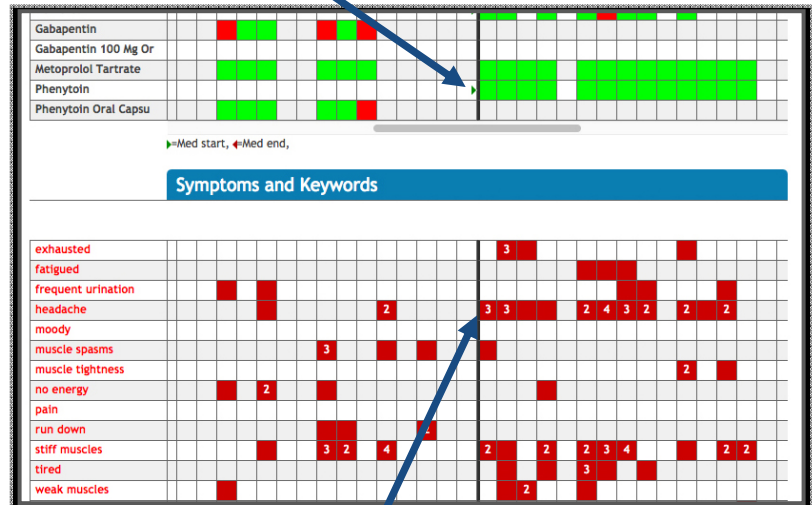 Gabapentin
Gabapentin 100 Mg Or
Metoprolol Tartrate
Phenytoin
Phenytoin Oral Capsu
=Med start, =Med end,
Symptoms and Keywords
exhausted 3
fatigued
frequent urination
headache 2 3 3 2 4 3 2 2 2
moody
muscle spasms 3
muscle tightness 2
no energy 2
pain
run down
stiff muscles 3 2 4 2 2 2 3 4 2 2
tired 3
weak muscles 2